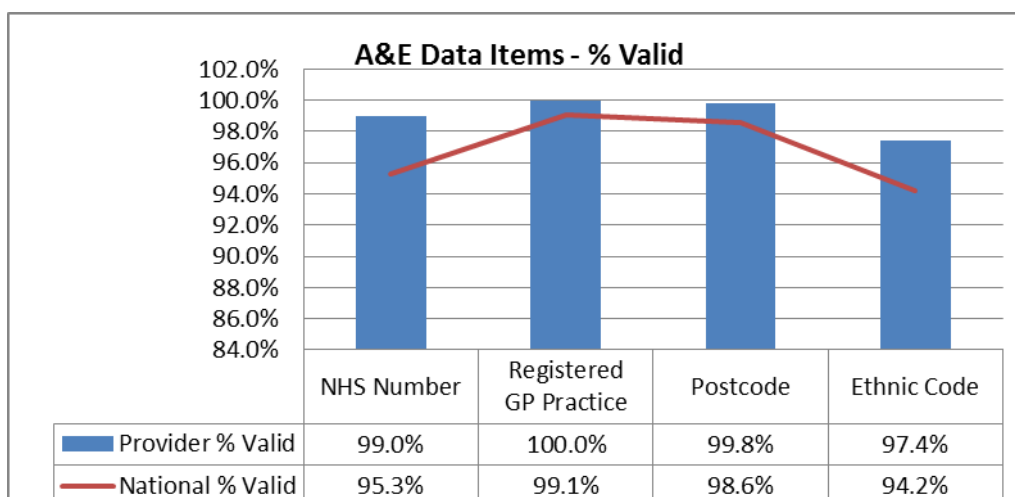 A&E Data Items - % Valid
102.0%
100.0%
98.0%
96.0%
94.0%
92.0%
90.0%
88.0%
86.0%
84.0%
NHS Number Registered GP Practice Postcode Ethnic Code
Provider % Valid 99.0% 100.0% 99.8% 97.4%
National % Valid 95.3% 99.1% 98.6% 94.2%